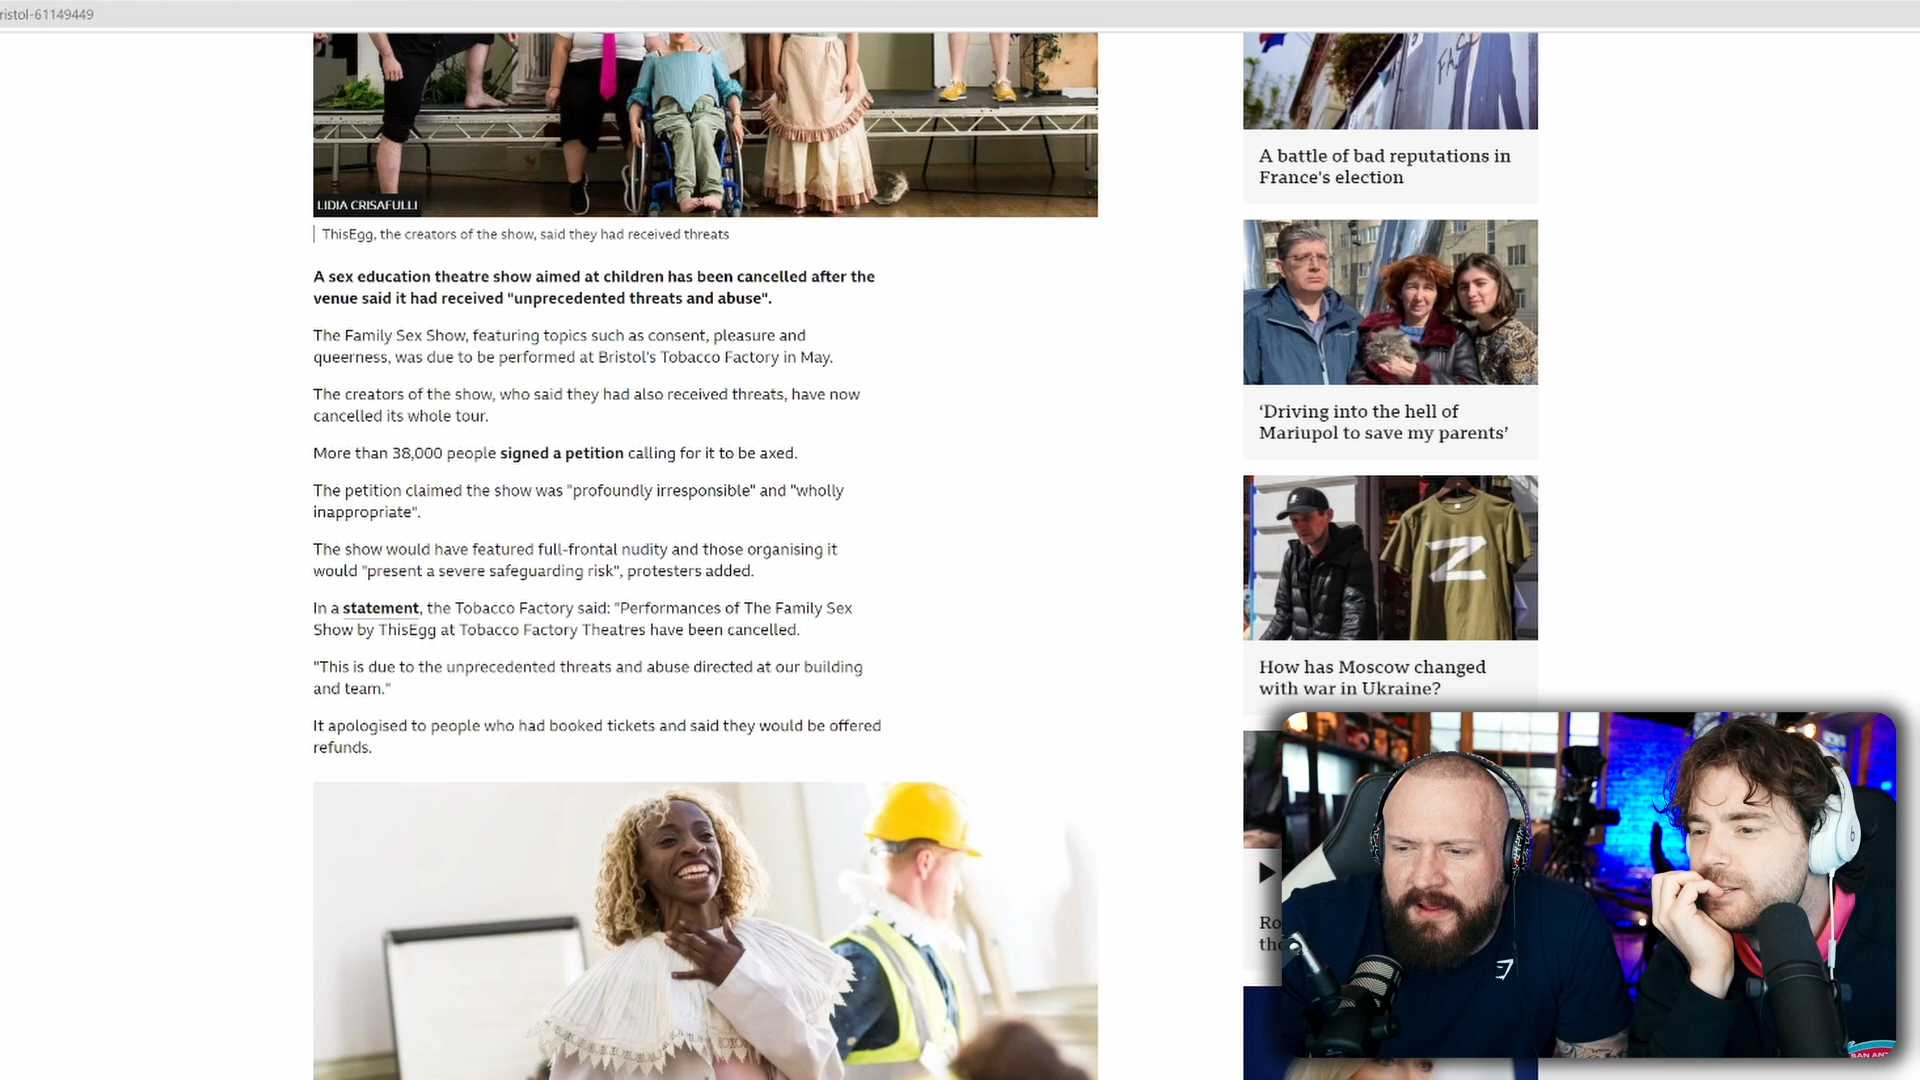 ristol-61149449
LIDIA CRISAFULLI
ThisEgg, the creators of the show, said they had received threats
A sex education theatre show aimed at children has been cancelled after the
venue said it had received "unprecedented threats and abuse".
The Family Sex Show, featuring topics such as consent, pleasure and
queerness, was due to be performed at Bristol's Tobacco Factory in May.
The creators of the show, who said they had also received threats, have now
cancelled its whole tour.
More than 38,000 people signed a petition calling for it to be axed.
The petition claimed the show was "profoundly irresponsible" and "wholly
inappropriate".
The show would have featured full-frontal nudity and those organising it
would "present a severe safeguarding risk", protesters added.
In a statement, the Tobacco Factory said: "Performances of The Family Sex
Show by ThisEgg at Tobacco Factory Theatres have been cancelled.
"This is due to the unprecedented threats and abuse directed at our building
and team."
It apologised to people who had booked tickets and said they would be offered
refunds.
A battle of bad reputations in
France's election
‘Driving into the hell of
Mariupol to save my parents’
Z
How has Moscow changed
with war in Ukraine?
Ro
the
SAN AN